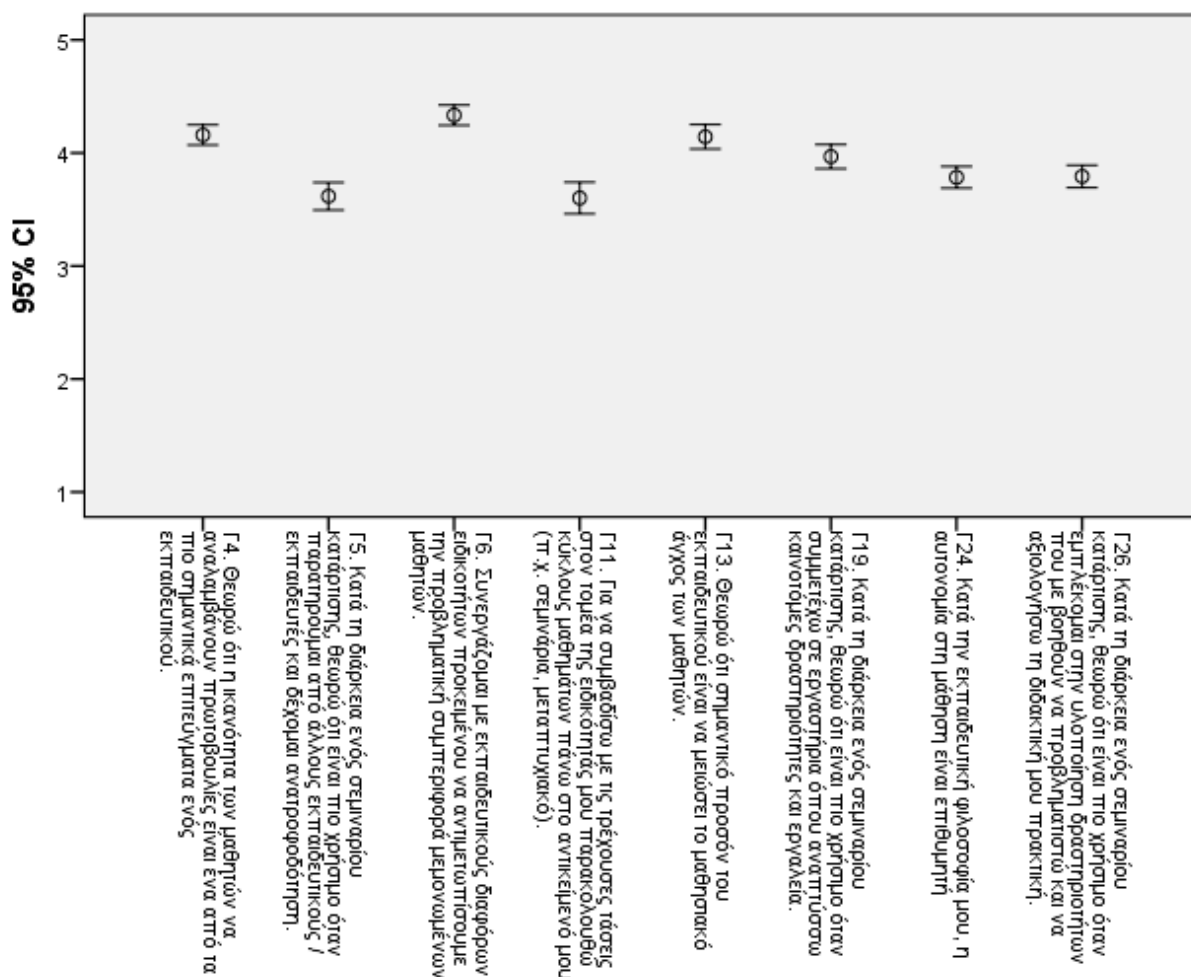 5
4
3
2
1
95% CI
Γ4. Θεωρώ ότι η ικανότητα των μαθητών να
αναλαμβάνουν πρωτοβουλίες είναι ένα από τα
πιο σημαντικά επιτεύγματα ενός
εκπαιδευτικού.
Γ5. Κατά τη διάρκεια ενός σεμιναρίου
κατάρτισης, θεωρώ ότι είναι πιο χρήσιμο όταν
παρατηρούμαι από άλλους εκπαιδευτικούς /
εκπαιδευτές και δέχομαι ανατροφοδότηση.
Γ6. Συνεργάζομαι με εκπαιδευτικούς διαφόρων
ειδικοτήτων προκειμένου να αντιμετωπίσουμε
την προβληματική συμπεριφορά μεμονωμένων
μαθητών.
Γ11. Για να συμβαδίσω με τις τρέχουσες τάσεις
στον τομέα της ειδικότητάς μου παρακολουθώ
κύκλους μαθημάτων πάνω στο αντικείμενό μου
(π.χ. σεμινάρια, μεταπτυχιακό).
Γ13. Θεωρώ ότι σημαντικό προσόν του
εκπαιδευτικού είναι να μειώσει το μαθησιακό
άγχος των μαθητών.
Γ19. Κατά τη διάρκεια ενός σεμιναρίου
κατάρτισης, θεωρώ ότι είναι πιο χρήσιμο όταν
συμμετέχω σε εργαστήρια όπου αναπτύσσω
καινοτόμες δραστηριότητες και εργαλεία.
Γ24. Κατά την εκπαιδευτική φιλοσοφία μου, η
αυτονομία στη μάθηση είναι επιθυμητή
Γ26. Κατά τη διάρκεια ενός σεμιναρίου
κατάρτισης, θεωρώ ότι είναι πιο χρήσιμο όταν
εμπλέκομαι στην υλοποίηση δραστηριοτήτων
που με βοηθούν να προβληματιστώ και να
αξιολογήσω τη διδακτική μου πρακτική.